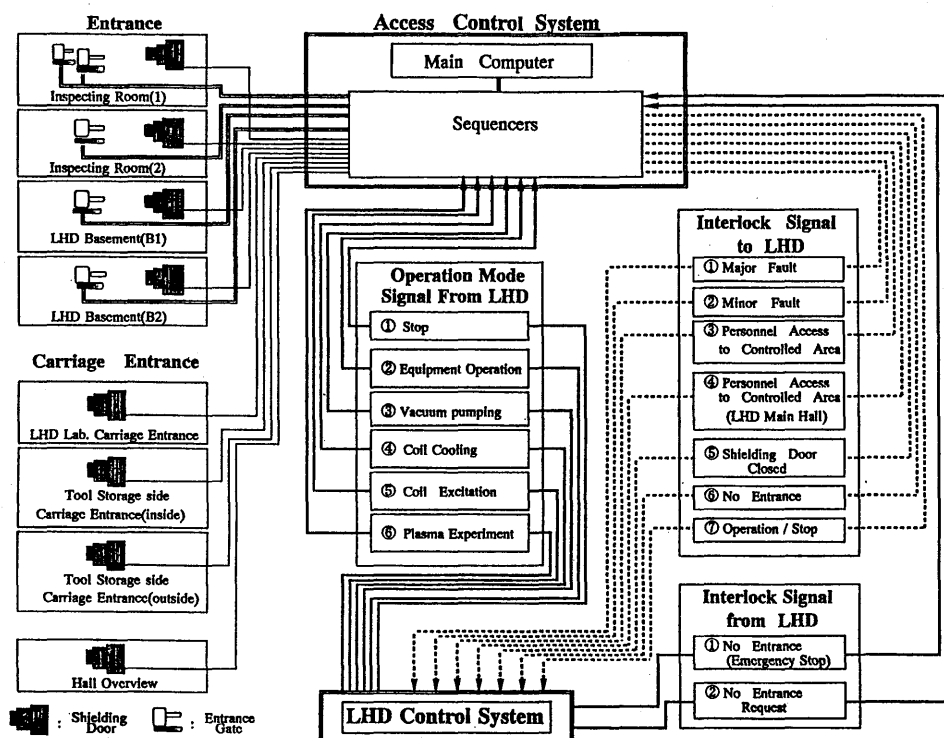 Entrance
Inspecting Room(1)
Inspecting Room(2)
LHD Basement(B1)
LHD Basement(B2)
Carriage Entrance
LHD Lab. Carriage Entrance
Tool Storage side
Carriage Entrance(inside)
Tool Storage side
Carriage Entrance(outside)
Hall Overview
: Shielding
Door
: Entrance
Gate
Access Control System
Main Computer
Sequencers
Operation Mode
Signal From LHD
① Stop
② Equipment Operation
③ Vacuum pumping
④ Coil Cooling
⑤ Coil Excitation
⑥ Plasma Experiment
LHD Control System
Interlock Signal
to LHD
① Major Fault
② Minor Fault
③ Personnel Access
to Controlled Area
④ Personnel Access
to Controlled Area
(LHD Main Hall)
⑤ Shielding Door
Closed
⑥ No Entrance
⑦ Operation / Stop
Interlock Signal
from LHD
① No Entrance
(Emergency Stop)
② No Entrance
Request